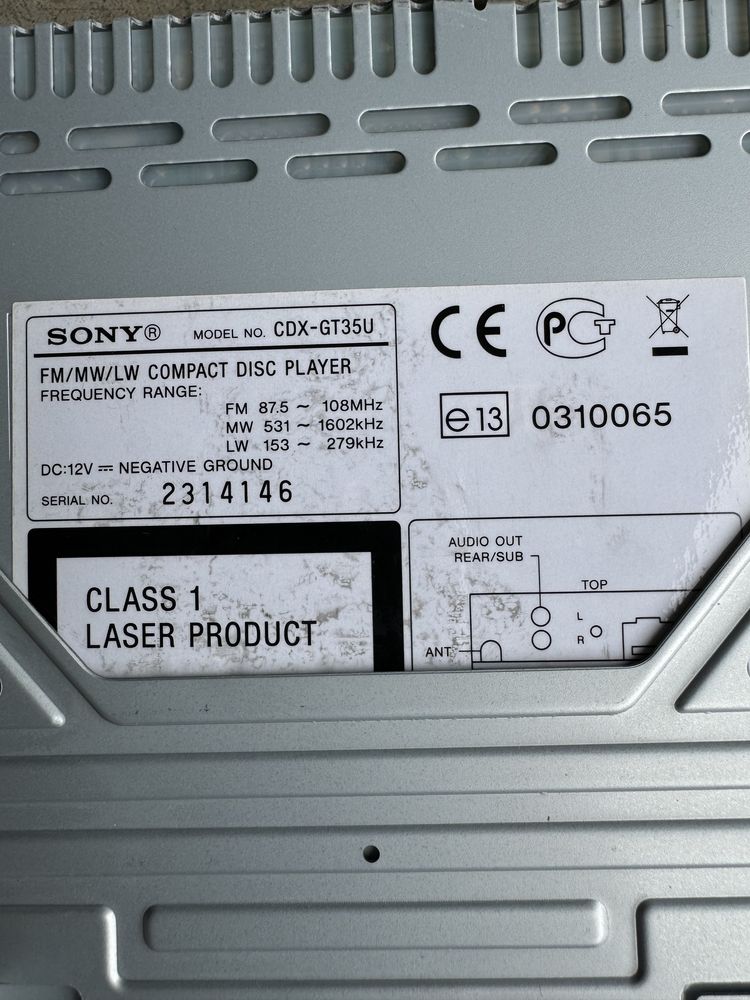 SONY® MODEL NO. CDX-GT35U
FM/MW/LW COMPACT DISC PLAYER
FREQUENCY RANGE:
FM 87.5 ~ 108MHz
MW 531 ~ 1602kHz
LW 153 ~ 279kHz
DC:12V ⎓ NEGATIVE GROUND
SERIAL NO. 2314146
CE PCT
e13 0310065
CLASS 1
LASER PRODUCT
AUDIO OUT
REAR/SUB
TOP
L
R
ANT